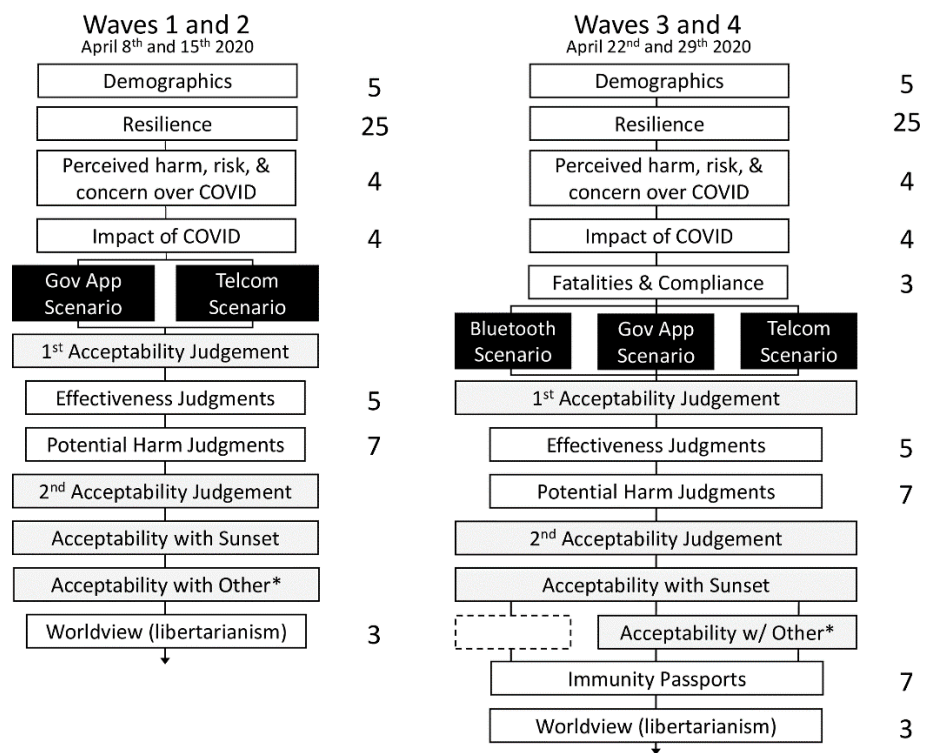 Waves 1 and 2
April 8th and 15th 2020
Demographics
5
Resilience
25
Perceived harm, risk, &
concern over COVID
4
Impact of COVID
4
Gov App
Scenario
Telcom
Scenario
1st Acceptability Judgement
Effectiveness Judgments
5
Potential Harm Judgments
7
2nd Acceptability Judgement
Acceptability with Sunset
Acceptability with Other*
Worldview (libertarianism)
3
Waves 3 and 4
April 22nd and 29th 2020
Demographics
5
Resilience
25
Perceived harm, risk, &
concern over COVID
4
Impact of COVID
4
Fatalities & Compliance
3
Bluetooth
Scenario
Gov App
Scenario
Telcom
Scenario
1st Acceptability Judgement
Effectiveness Judgments
5
Potential Harm Judgments
7
2nd Acceptability Judgement
Acceptability with Sunset
Acceptability w/ Other*
Immunity Passports
7
Worldview (libertarianism)
3